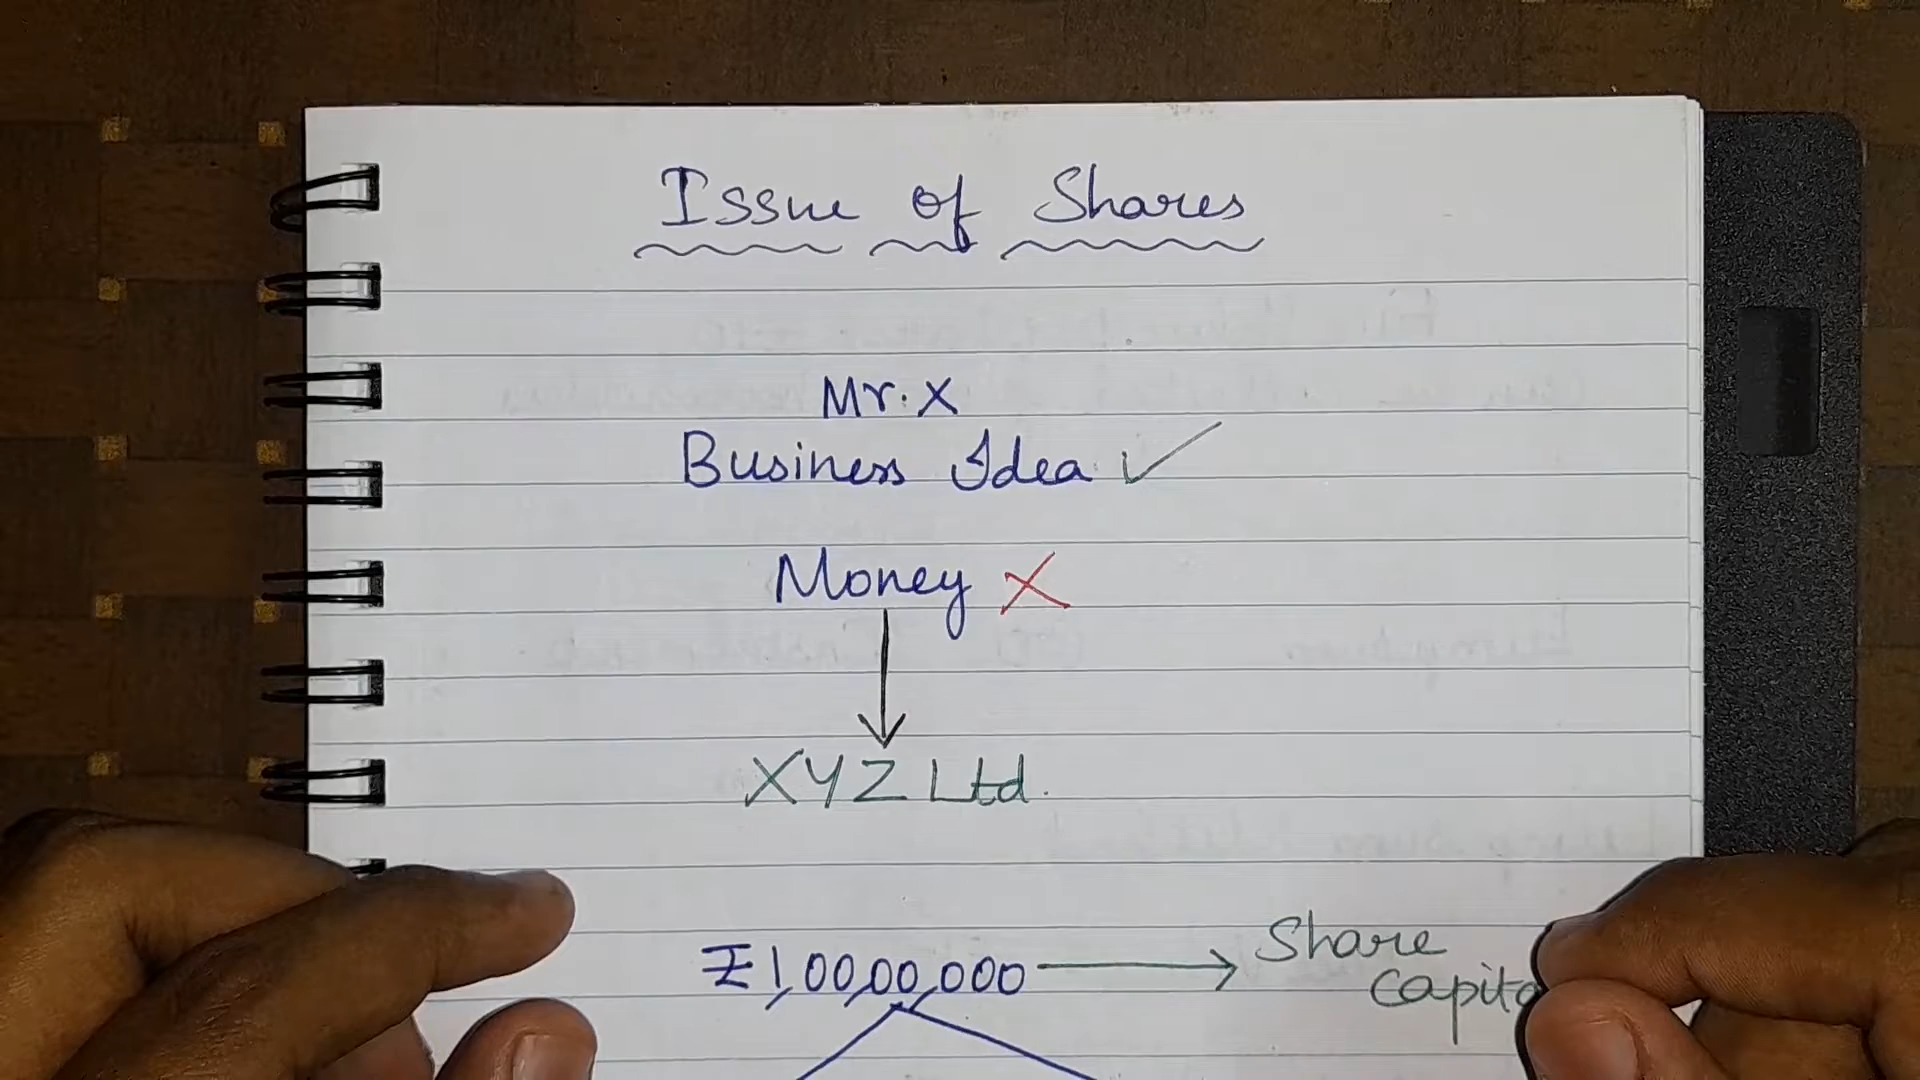 Issue of Shares
Mr. X
Business Idea ✓
Money X
XYZ Ltd.
₹1,00,00,000 → Share